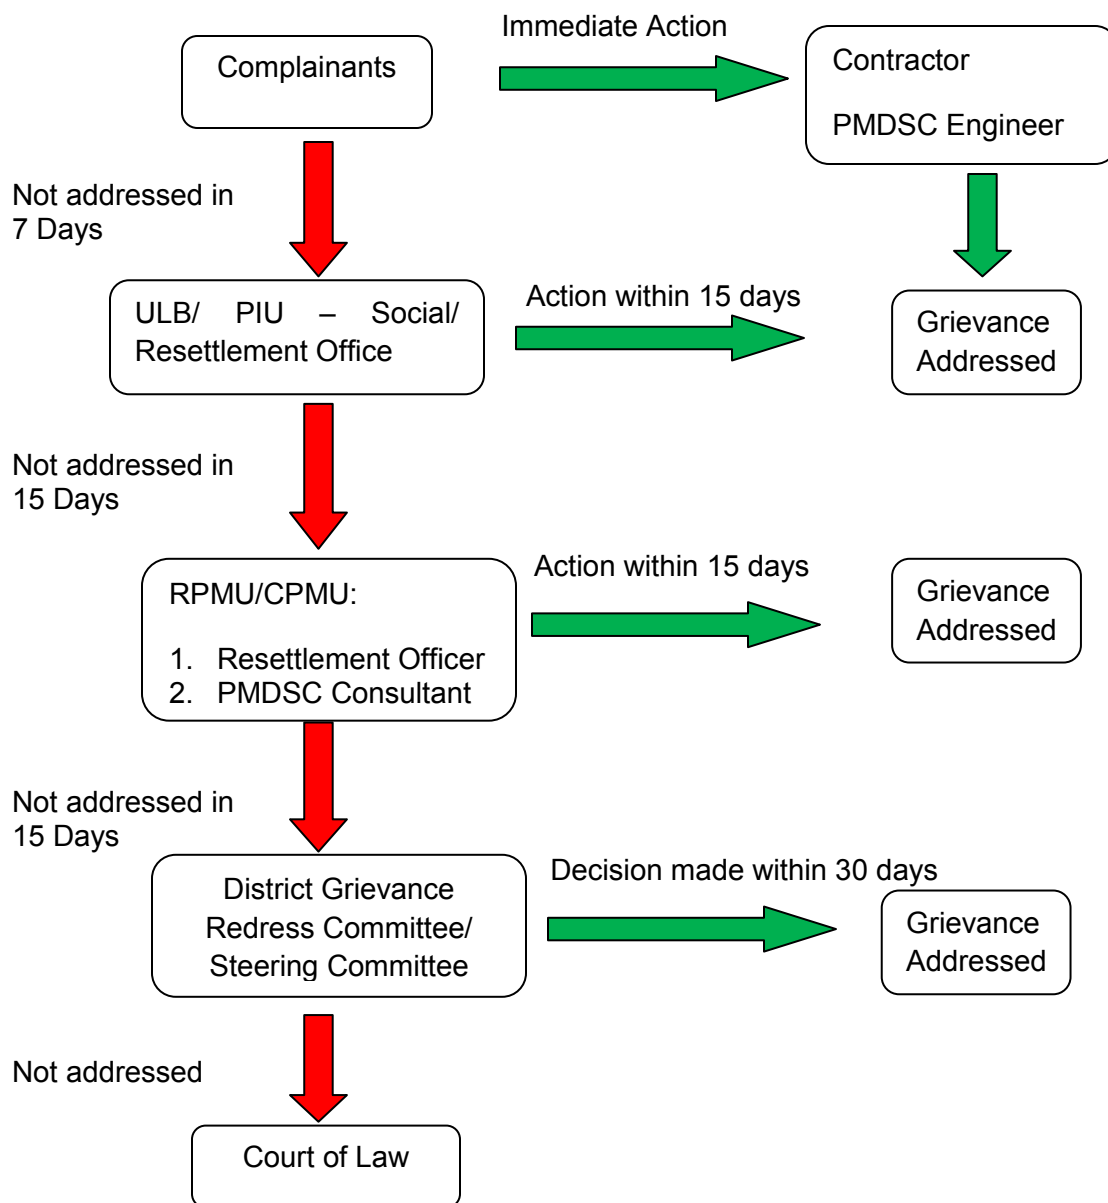 Immediate Action
Complainants
Contractor
PMDSC Engineer
Not addressed in
7 Days
ULB/ PIU – Social/
Resettlement Office
Action within 15 days
Grievance
Addressed
Not addressed in
15 Days
RPMU/CPMU:
1. Resettlement Officer
2. PMDSC Consultant
Action within 15 days
Grievance
Addressed
Not addressed in
15 Days
District Grievance
Redress Committee/
Steering Committee
Decision made within 30 days
Grievance
Addressed
Not addressed
Court of Law